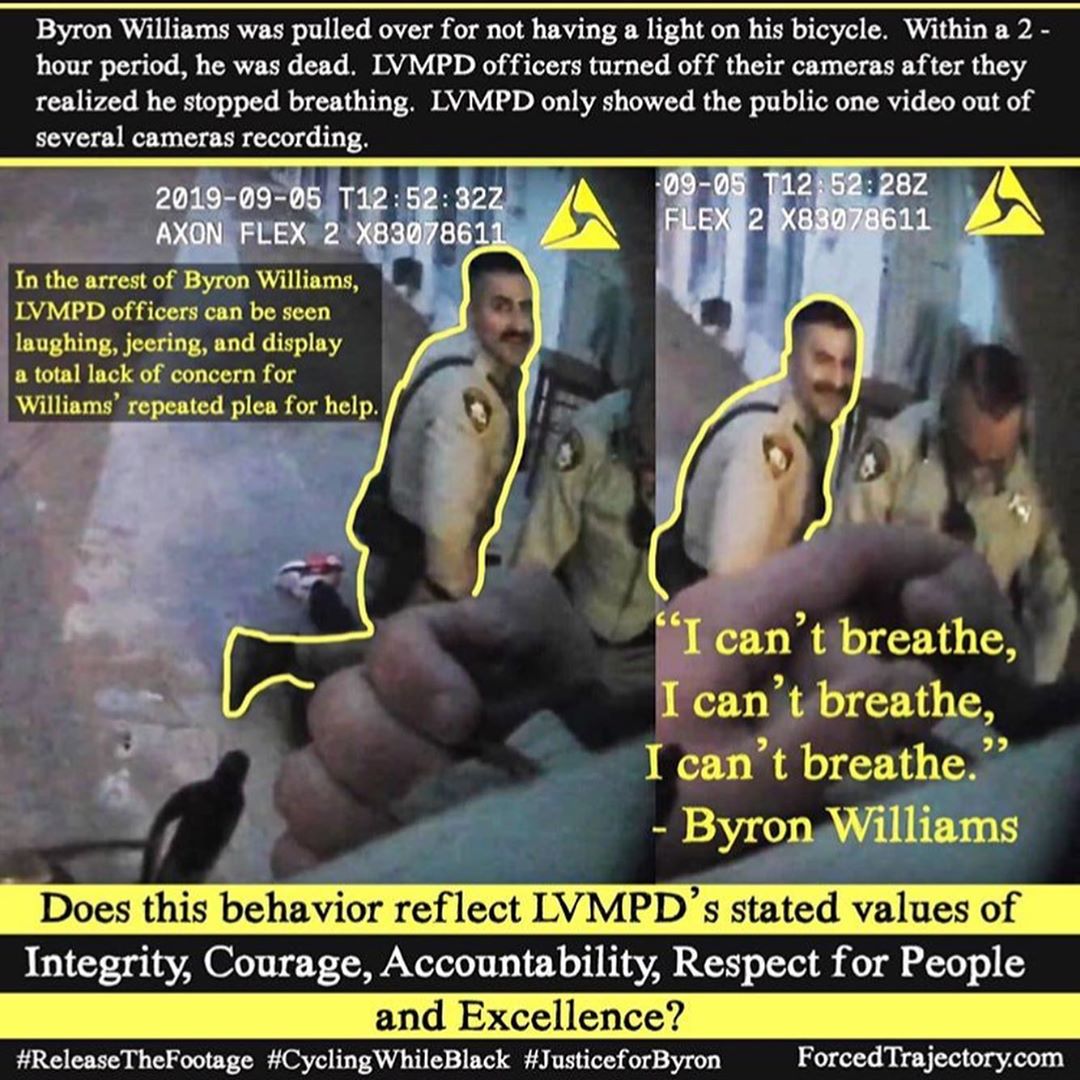 Byron Williams was pulled over for not having a light on his bicycle.  Within a 2 -
hour period, he was dead.  LVMPD officers turned off their cameras after they
realized he stopped breathing.  LVMPD only showed the public one video out of
several cameras recording.
2019-09-05 T12:52:32Z
AXON FLEX 2 X83078611
-09-05 T12:52:28Z
FLEX 2 X83078611
In the arrest of Byron Williams,
LVMPD officers can be seen
laughing, jeering, and display
a total lack of concern for
Williams’ repeated plea for help.
“I can’t breathe,
I can’t breathe,
I can’t breathe.”
- Byron Williams
Does this behavior reflect LVMPD’s stated values of
Integrity, Courage, Accountability, Respect for People
and Excellence?
#ReleaseTheFootage  #CyclingWhileBlack  #JusticeforByron
ForcedTrajectory.com